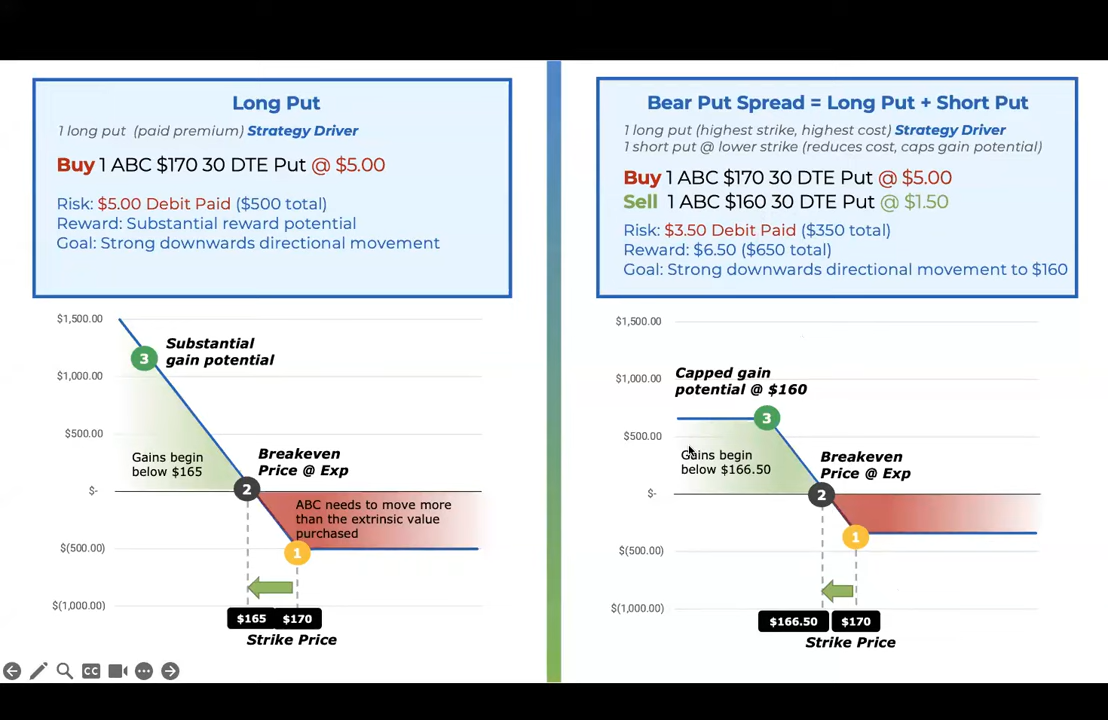 Long Put
1 long put (paid premium) Strategy Driver
Buy 1 ABC $170 30 DTE Put @ $5.00
Risk: $5.00 Debit Paid ($500 total)
Reward: Substantial reward potential
Goal: Strong downwards directional movement
$1,500.00
$1,000.00
$500.00
$-
$(500.00)
$(1,000.00)
3
Substantial
gain potential
Gains begin
below $165
2
Breakeven
Price @ Exp
ABC needs to move more
than the extrinsic value
purchased
1
$165
$170
Strike Price
CC
Bear Put Spread = Long Put + Short Put
1 long put (highest strike, highest cost) Strategy Driver
1 short put @ lower strike (reduces cost, caps gain potential)
Buy 1 ABC $170 30 DTE Put @ $5.00
Sell 1 ABC $160 30 DTE Put @ $1.50
Risk: $3.50 Debit Paid ($350 total)
Reward: $6.50 ($650 total)
Goal: Strong downwards directional movement to $160
$1,500.00
$1,000.00
$500.00
$-
$(500.00)
$(1,000.00)
Capped gain
potential @ $160
3
Gains begin
below $166.50
Breakeven
Price @ Exp
2
1
$166.50
$170
Strike Price